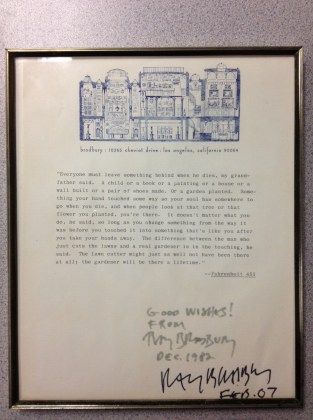 bradbury : 10265 cheviot drive : los angeles, california 90064
"Everyone must leave something behind when he dies, my grand-
father said.  A child or a book or a painting or a house or a
wall built or a pair of shoes made.  Or a garden planted.  Some-
thing your hand touched some way so your soul has somewhere to
go when you die, and when people look at that tree or that
flower you planted, you're there.  It doesn't matter what you
do, he said, so long as you change something from the way it
was before you touched it into something that's like you after
you take your hands away.  The difference between the man who
just cuts the lawns and a real gardener is in the touching, he
said.  The lawn cutter might just as well not have been there
at all; the gardener will be there a lifetime."
--Fahrenheit 451
GOOD WISHES!
FROM
RAY BRADBURY
DEC. 1982
RAY BRADBURY
FEB. 07